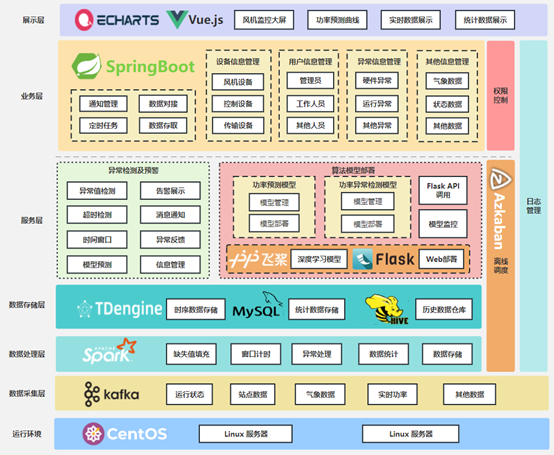 展示层
ECHARTS
Vue.js
风机监控大屏
功率预测曲线
实时数据展示
统计数据展示
业务层
SpringBoot
通知管理
数据对接
定时任务
数据存取
设备信息管理
风机设备
控制设备
传输设备
用户信息管理
管理员
工作人员
其他人员
异常信息管理
硬件异常
运行异常
其他异常
其他信息管理
气象数据
状态数据
其他数据
权限
控制
日志
管理
服务层
异常检测及预警
异常值检测
告警展示
超时检测
消息通知
时间窗口
异常反馈
模型预测
信息管理
算法模型部署
功率预测模型
模型管理
模型部署
功率异常检测模型
模型管理
模型部署
Flask API
调用
模型监控
飞桨
深度学习模型
Flask
Web部署
Azkaban
离线
调度
数据存储层
TDengine
时序数据存储
MySQL
统计数据存储
HIVE
历史数据仓库
数据处理层
APACHE
Spark
缺失值填充
窗口计时
异常处理
数据统计
数据存储
数据采集层
kafka
运行状态
站点数据
气象数据
实时功率
其他数据
运行环境
CentOS
Linux 服务器
Linux 服务器